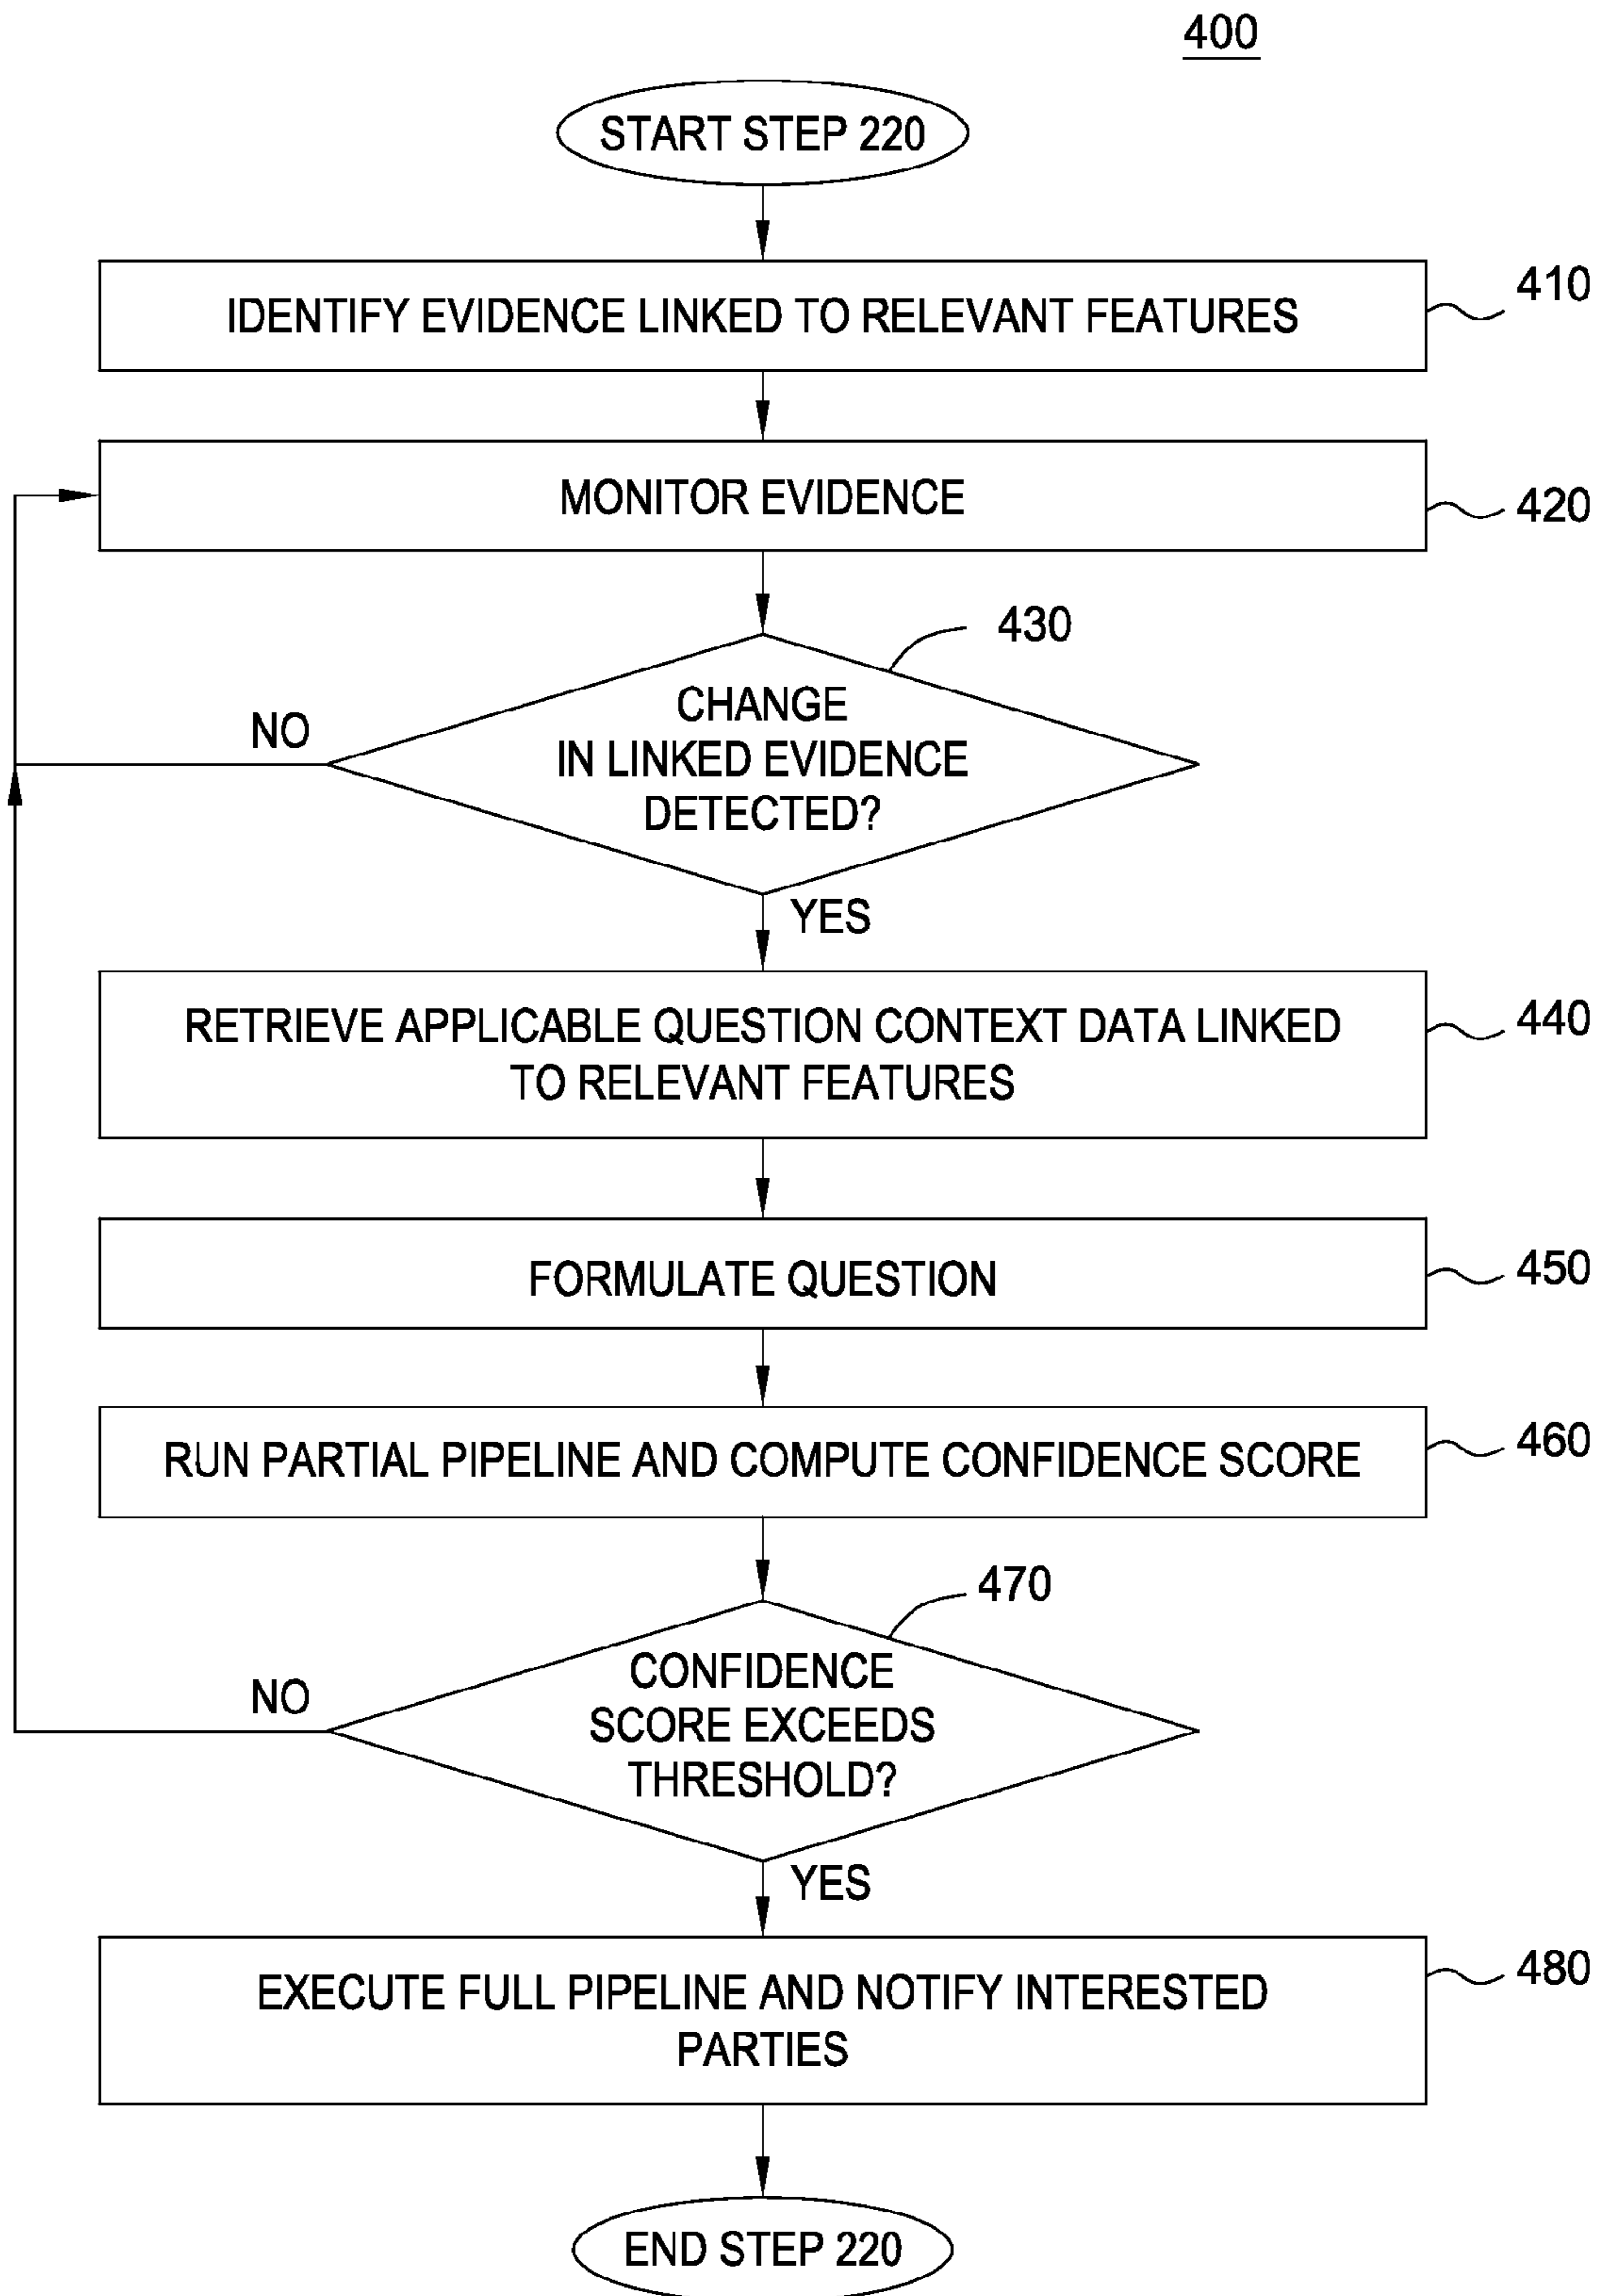 400
START STEP 220
IDENTIFY EVIDENCE LINKED TO RELEVANT FEATURES
410
MONITOR EVIDENCE
420
430
CHANGE
IN LINKED EVIDENCE
DETECTED?
NO
YES
RETRIEVE APPLICABLE QUESTION CONTEXT DATA LINKED
TO RELEVANT FEATURES
440
FORMULATE QUESTION
450
RUN PARTIAL PIPELINE AND COMPUTE CONFIDENCE SCORE
460
470
CONFIDENCE
SCORE EXCEEDS
THRESHOLD?
NO
YES
EXECUTE FULL PIPELINE AND NOTIFY INTERESTED
PARTIES
480
END STEP 220